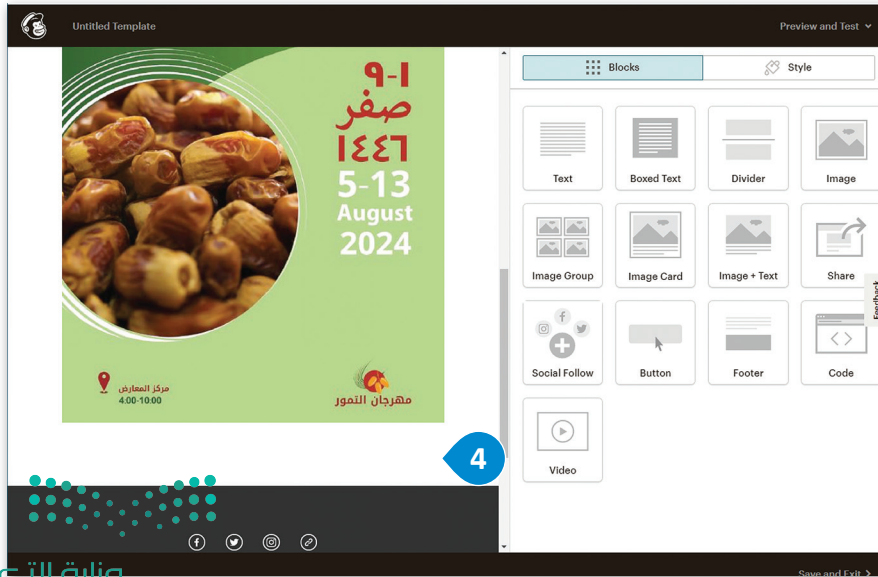 Untitled Template
Preview and Test
٩-١
صفر
١٤٤٦
5-13
August
2024
مركز المعارض
4:00-10:00
مهرجان التمور
4
Blocks
Style
Text
Boxed Text
Divider
Image
Image Group
Image Card
Image + Text
Share
Social Follow
Button
Footer
Code
Video
Feedback
Save and Exit